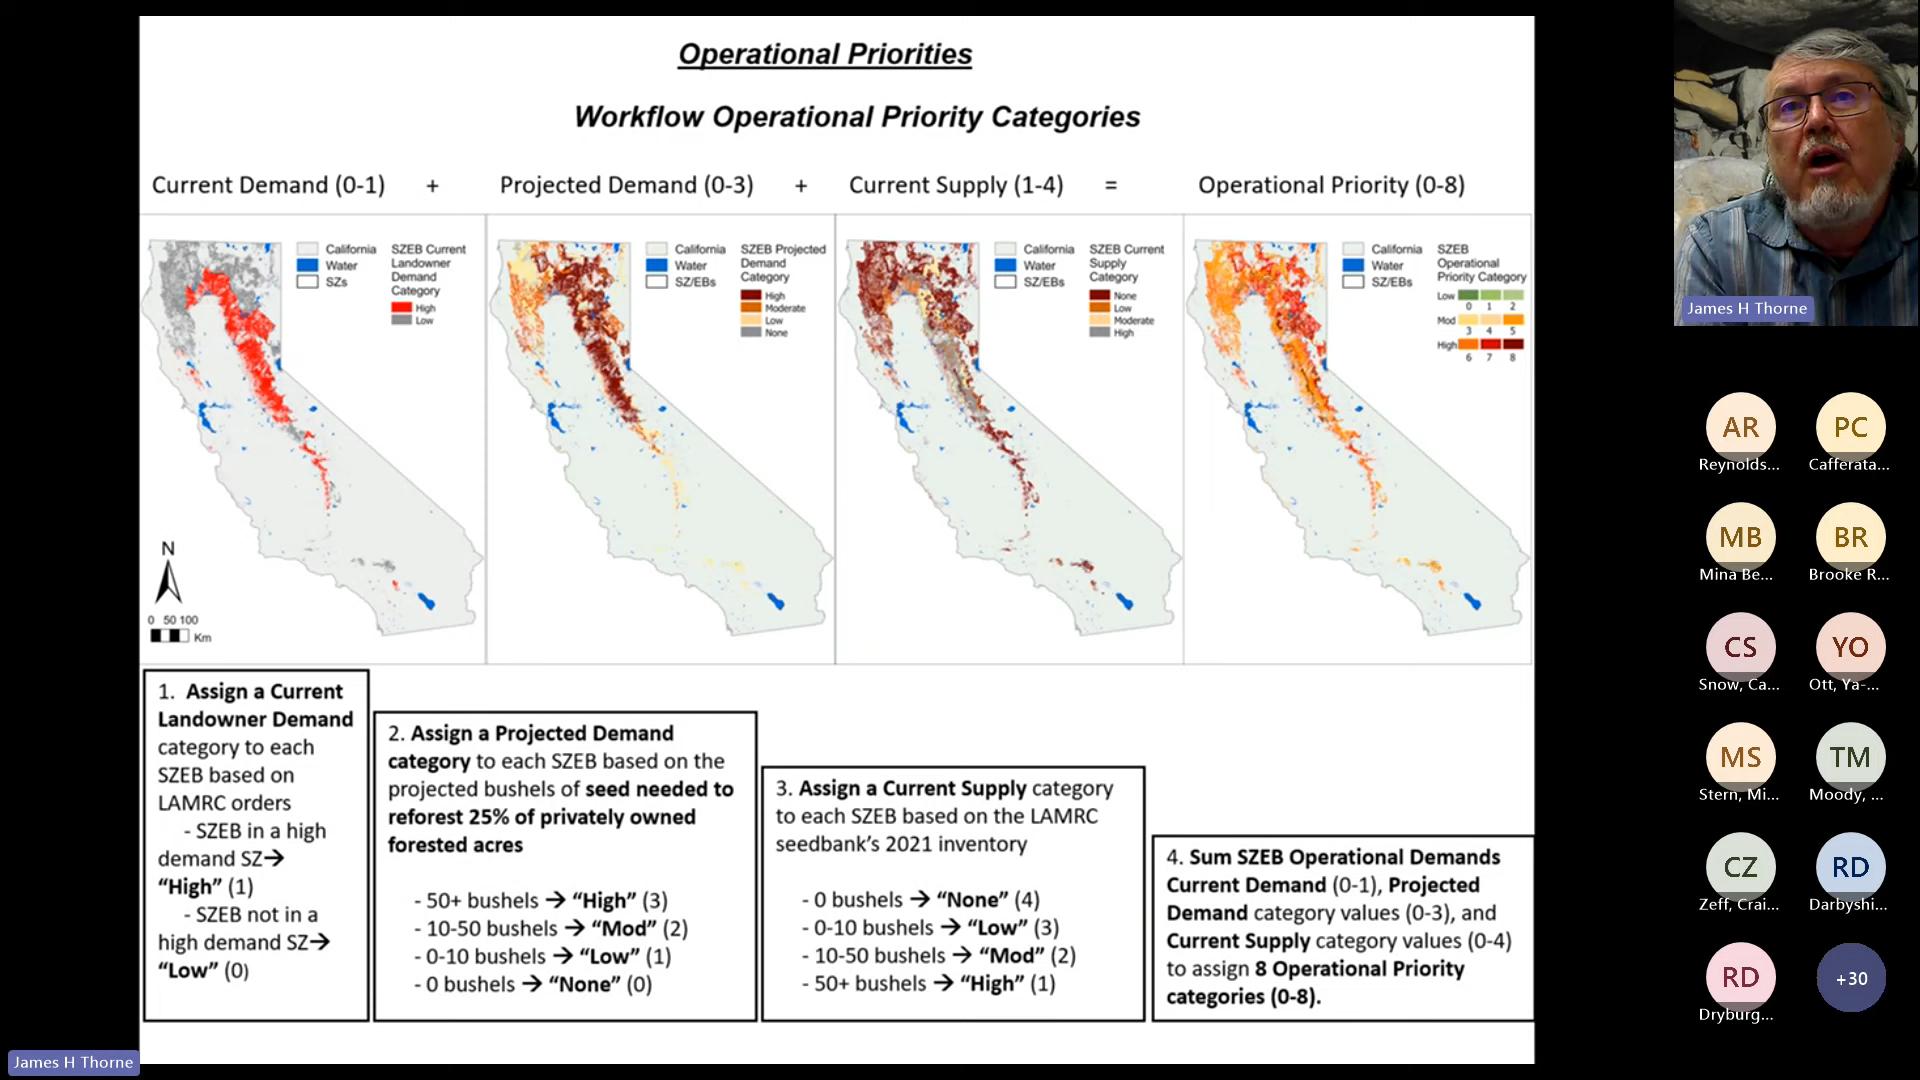 Operational Priorities
Workflow Operational Priority Categories
Current Demand (0-1) + Projected Demand (0-3) + Current Supply (1-4) = Operational Priority (0-8)
California
Water
SZs
SZEB Current
Landowner
Demand
Category
High
Low
N
0 50 100
Km
California
Water
SZ/EBs
SZEB Projected
Demand
Category
High
Moderate
Low
None
California
Water
SZ/EBs
SZEB Current
Supply
Category
None
Low
Moderate
High
California
Water
SZ/EBs
SZEB
Operational
Priority Category
Low
0 1 2
Mod
3 4 5
High
6 7 8
1. Assign a Current
Landowner Demand
category to each
SZEB based on
LAMRC orders
- SZEB in a high
demand SZ→
“High” (1)
- SZEB not in a
high demand SZ→
“Low” (0)
2. Assign a Projected Demand
category to each SZEB based on the
projected bushels of seed needed to
reforest 25% of privately owned
forested acres
- 50+ bushels → “High” (3)
- 10-50 bushels → “Mod” (2)
- 0-10 bushels → “Low” (1)
- 0 bushels → “None” (0)
3. Assign a Current Supply category
to each SZEB based on the LAMRC
seedbank’s 2021 inventory
- 0 bushels → “None” (4)
- 0-10 bushels → “Low” (3)
- 10-50 bushels → “Mod” (2)
- 50+ bushels → “High” (1)
4. Sum SZEB Operational Demands
Current Demand (0-1), Projected
Demand category values (0-3), and
Current Supply category values (0-4)
to assign 8 Operational Priority
categories (0-8).
James H Thorne
James H Thorne
AR
Reynolds...
PC
Cafferata...
MB
Mina Be...
BR
Brooke R...
CS
Snow, Ca...
YO
Ott, Ya-...
MS
Stern, Mi...
TM
Moody, ...
CZ
Zeff, Crai...
RD
Darbyshi...
RD
Dryburg...
+30